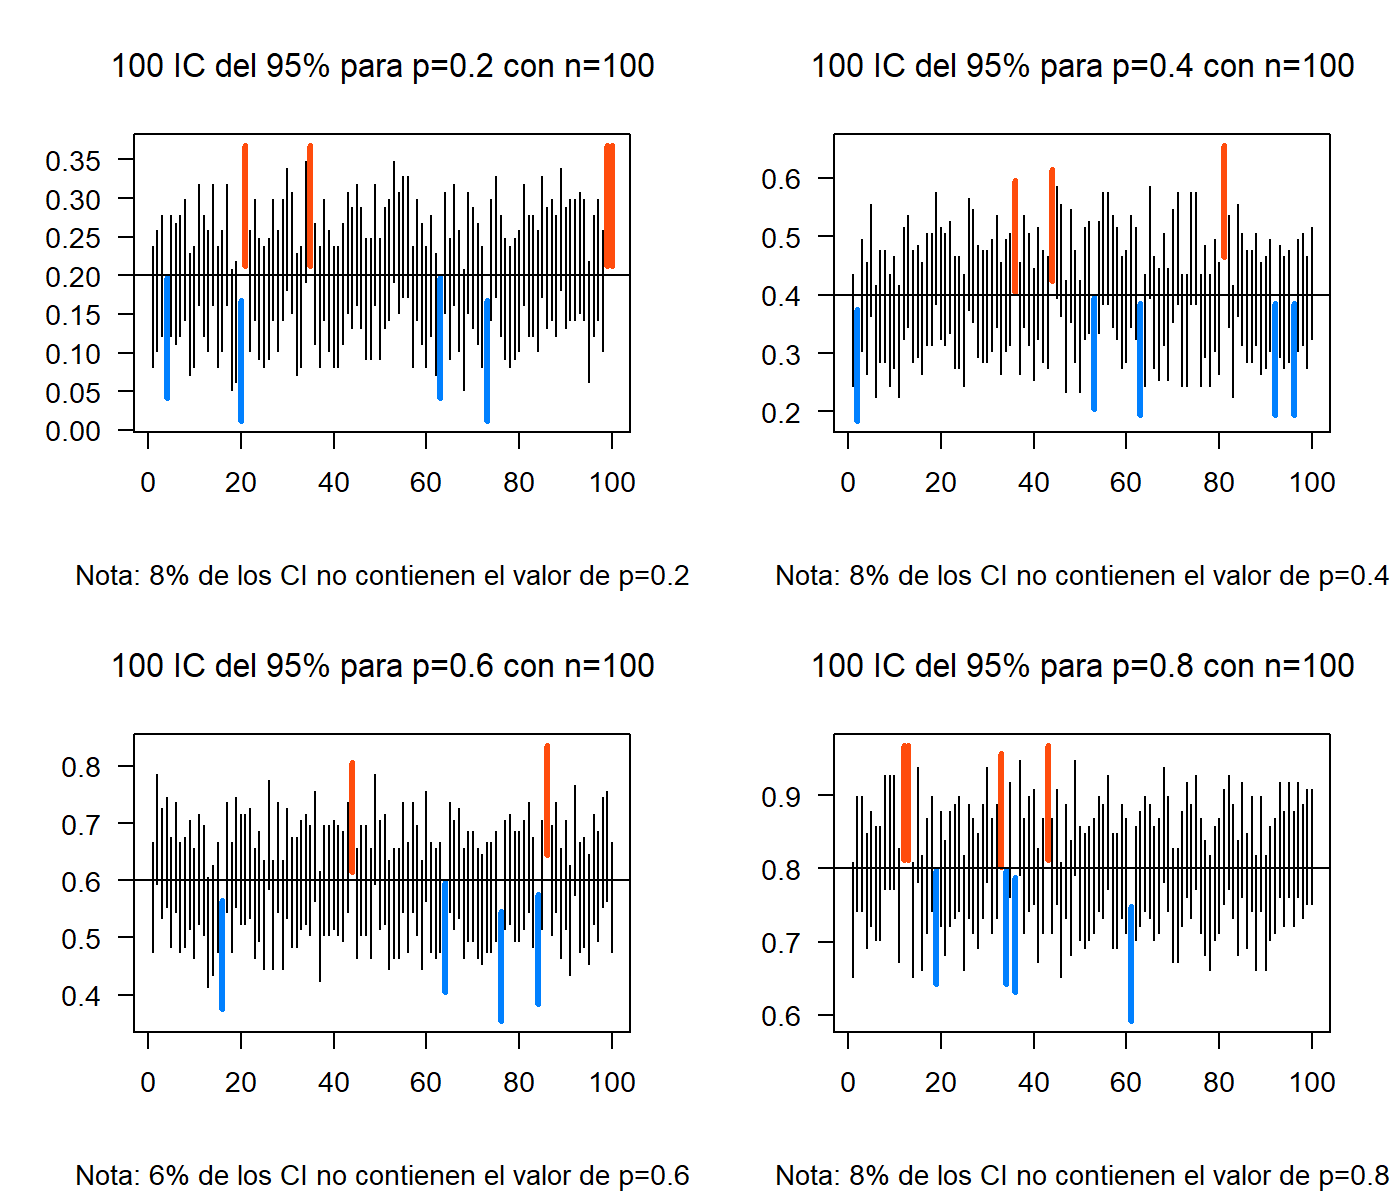 100 IC del 95% para p=0.2 con n=100
0.35
0.30
0.25
0.20
0.15
0.10
0.05
0.00
0 20 40 60 80 100
Nota: 8% de los CI no contienen el valor de p=0.2
100 IC del 95% para p=0.4 con n=100
0.6
0.5
0.4
0.3
0.2
0 20 40 60 80 100
Nota: 8% de los CI no contienen el valor de p=0.4
100 IC del 95% para p=0.6 con n=100
0.8
0.7
0.6
0.5
0.4
0 20 40 60 80 100
Nota: 6% de los CI no contienen el valor de p=0.6
100 IC del 95% para p=0.8 con n=100
0.9
0.8
0.7
0.6
0 20 40 60 80 100
Nota: 8% de los CI no contienen el valor de p=0.8